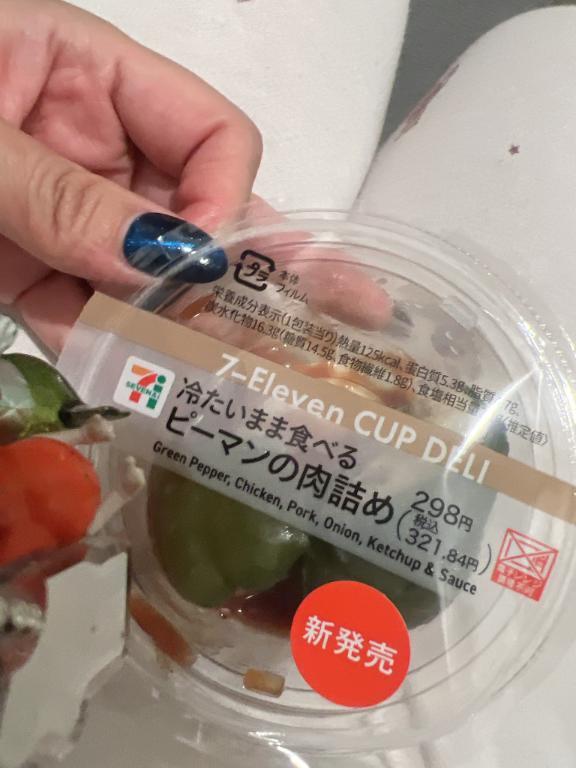 プラ
本体
フィルム
栄養成分表示(1包装当り)熱量125kcal、蛋白質5.3g、脂質
炭水化物16.3g(糖質14.5g、食物繊維1.8g)、食塩相当量
推定値)
7-Eleven CUP DELI
7
ELEVEN
冷たいまま食べる
ピーマンの肉詰め
298円
(税込
321.84円)
Green Pepper, Chicken, Pork, Onion, Ketchup & Sauce
新発売